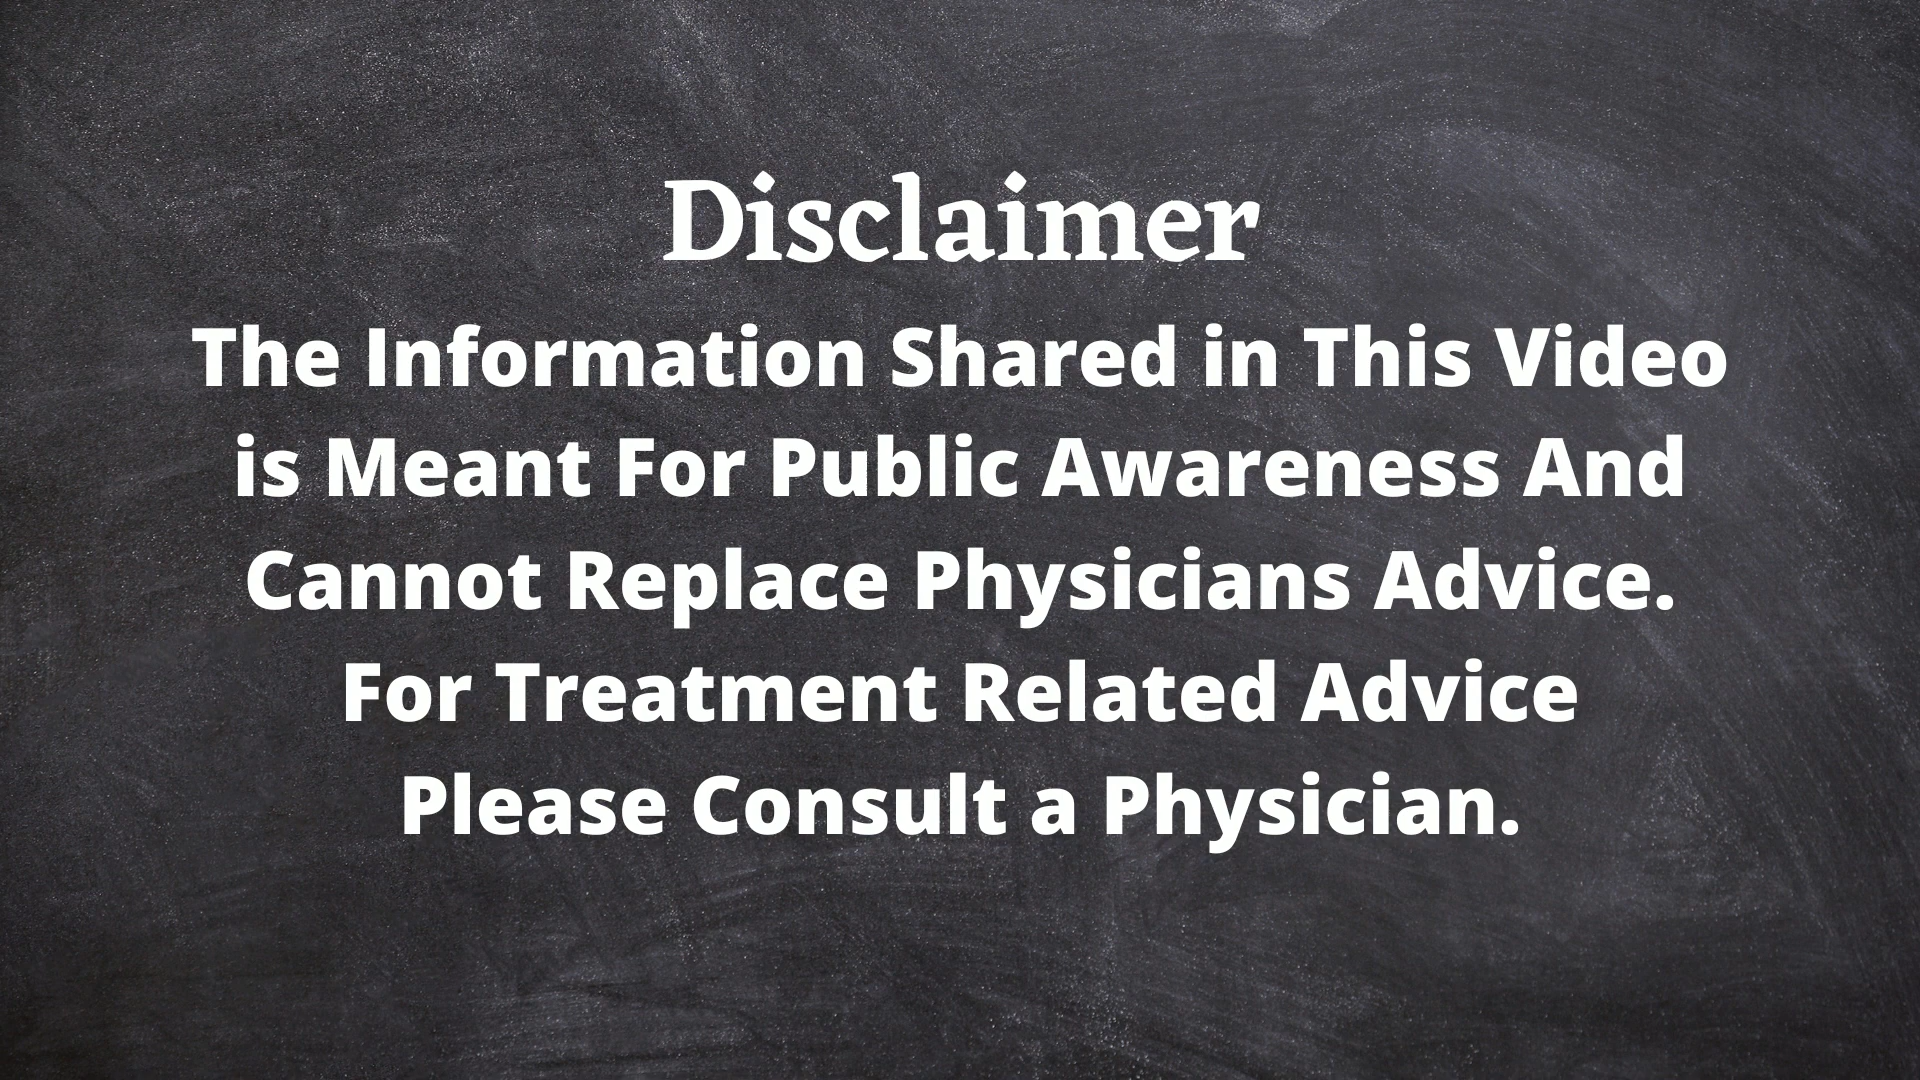 Disclaimer
The Information Shared in This Video
is Meant For Public Awareness And
Cannot Replace Physicians Advice.
For Treatment Related Advice
Please Consult a Physician.